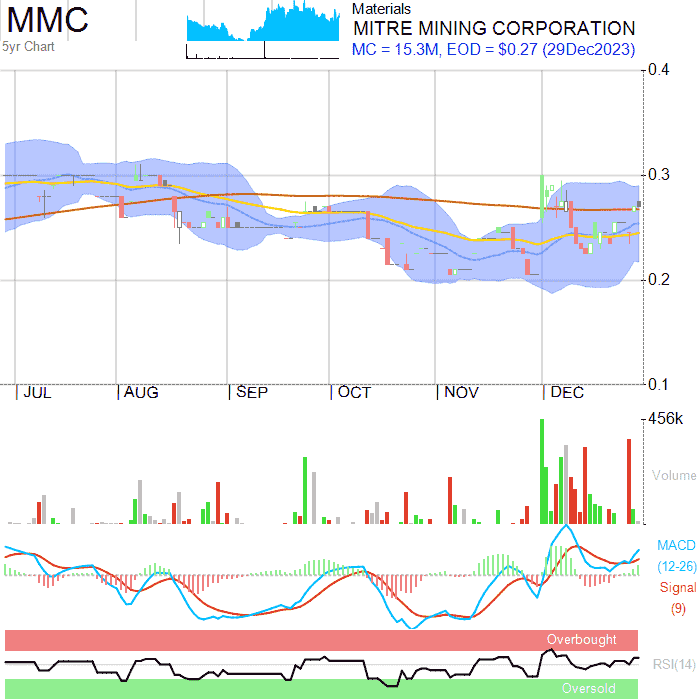 MMC
5yr Chart
Materials
MITRE MINING CORPORATION
MC = 15.3M, EOD = $0.27 (29Dec2023)
0.4
0.3
0.2
0.1
JUL AUG SEP OCT NOV DEC
456k
Volume
MACD
(12-26)
Signal
(9)
Overbought
RSI(14)
Oversold